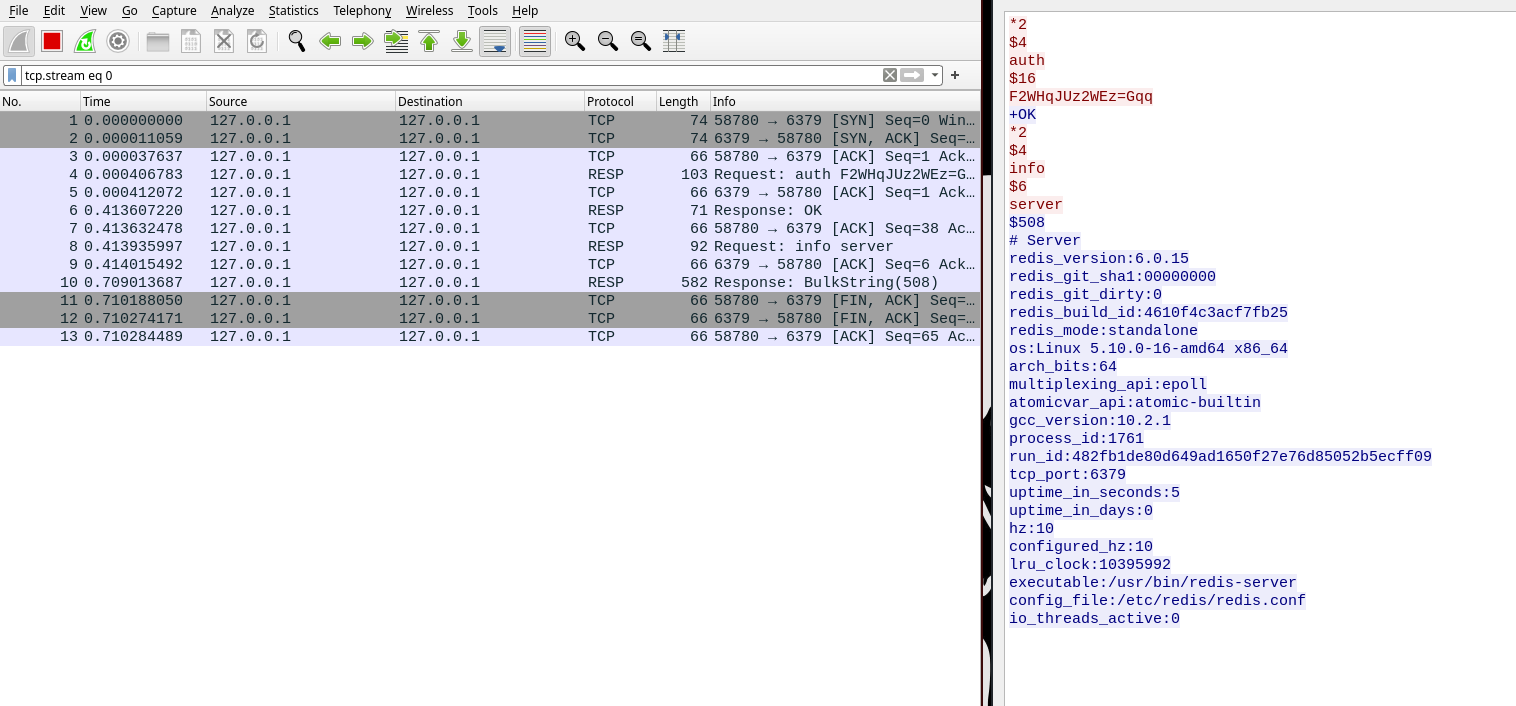 File Edit View Go Capture Analyze Statistics Telephony Wireless Tools Help
tcp.stream eq 0
No. Time Source Destination Protocol Length Info
1 0.000000000 127.0.0.1 127.0.0.1 TCP 74 58780 → 6379 [SYN] Seq=0 Win…
2 0.000011059 127.0.0.1 127.0.0.1 TCP 74 6379 → 58780 [SYN, ACK] Seq=…
3 0.000037637 127.0.0.1 127.0.0.1 TCP 66 58780 → 6379 [ACK] Seq=1 Ack…
4 0.000406783 127.0.0.1 127.0.0.1 RESP 103 Request: auth F2WHqJUz2WEz=G…
5 0.000412072 127.0.0.1 127.0.0.1 TCP 66 6379 → 58780 [ACK] Seq=1 Ack…
6 0.413607220 127.0.0.1 127.0.0.1 RESP 71 Response: OK
7 0.413632478 127.0.0.1 127.0.0.1 TCP 66 58780 → 6379 [ACK] Seq=38 Ac…
8 0.413935997 127.0.0.1 127.0.0.1 RESP 92 Request: info server
9 0.414015492 127.0.0.1 127.0.0.1 TCP 66 6379 → 58780 [ACK] Seq=6 Ack…
10 0.709013687 127.0.0.1 127.0.0.1 RESP 582 Response: BulkString(508)
11 0.710188050 127.0.0.1 127.0.0.1 TCP 66 58780 → 6379 [FIN, ACK] Seq=…
12 0.710274171 127.0.0.1 127.0.0.1 TCP 66 6379 → 58780 [FIN, ACK] Seq=…
13 0.710284489 127.0.0.1 127.0.0.1 TCP 66 58780 → 6379 [ACK] Seq=65 Ac…
*2
$4
auth
$16
F2WHqJUz2WEz=Gqq
+OK
*2
$4
info
$6
server
$508
# Server
redis_version:6.0.15
redis_git_sha1:00000000
redis_git_dirty:0
redis_build_id:4610f4c3acf7fb25
redis_mode:standalone
os:Linux 5.10.0-16-amd64 x86_64
arch_bits:64
multiplexing_api:epoll
atomicvar_api:atomic-builtin
gcc_version:10.2.1
process_id:1761
run_id:482fb1de80d649ad1650f27e76d85052b5ecff09
tcp_port:6379
uptime_in_seconds:5
uptime_in_days:0
hz:10
configured_hz:10
lru_clock:10395992
executable:/usr/bin/redis-server
config_file:/etc/redis/redis.conf
io_threads_active:0